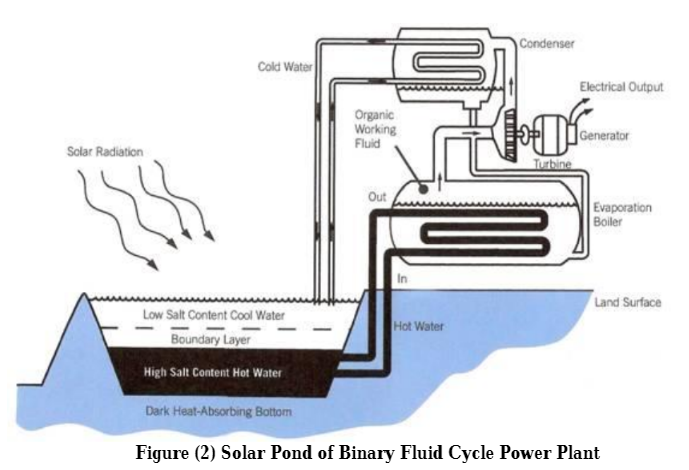 Condenser
Cold Water
Electrical Output
Organic
Working
Fluid
Generator
Turbine
Solar Radiation
Out
Evaporation
Boiler
In
Land Surface
Low Salt Content Cool Water
Hot Water
Boundary Layer
High Salt Content Hot Water
Dark Heat-Absorbing Bottom
Figure (2) Solar Pond of Binary Fluid Cycle Power Plant